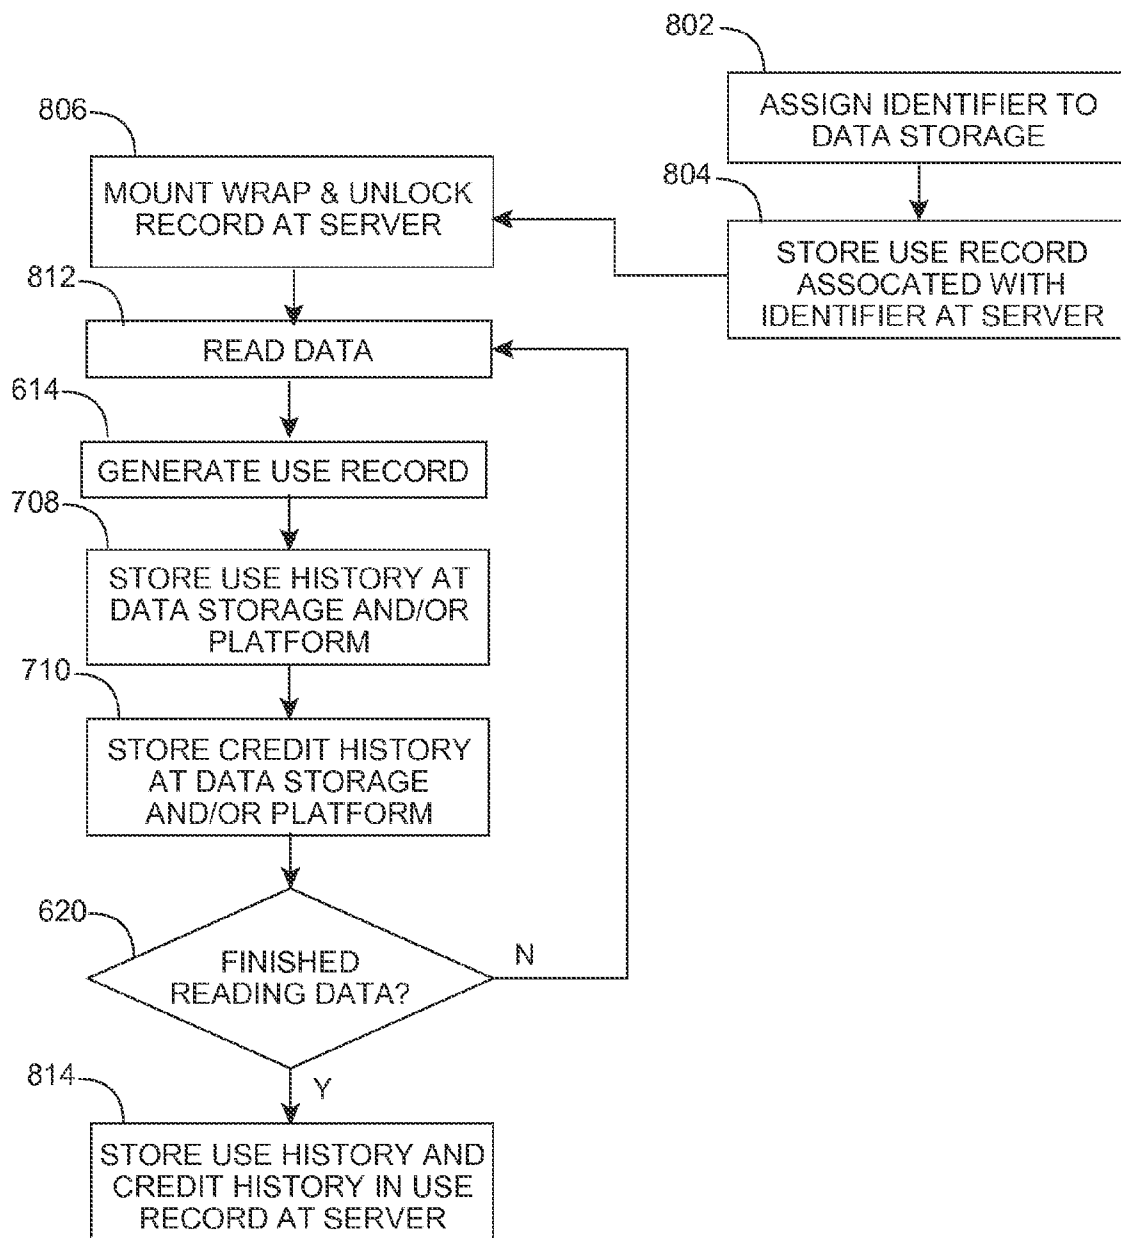 802
ASSIGN IDENTIFIER TO
DATA STORAGE
804
STORE USE RECORD
ASSOCATED WITH
IDENTIFIER AT SERVER
806
MOUNT WRAP & UNLOCK
RECORD AT SERVER
812
READ DATA
614
GENERATE USE RECORD
708
STORE USE HISTORY AT
DATA STORAGE AND/OR
PLATFORM
710
STORE CREDIT HISTORY
AT DATA STORAGE
AND/OR PLATFORM
620
FINISHED
READING DATA?
N
Y
814
STORE USE HISTORY AND
CREDIT HISTORY IN USE
RECORD AT SERVER